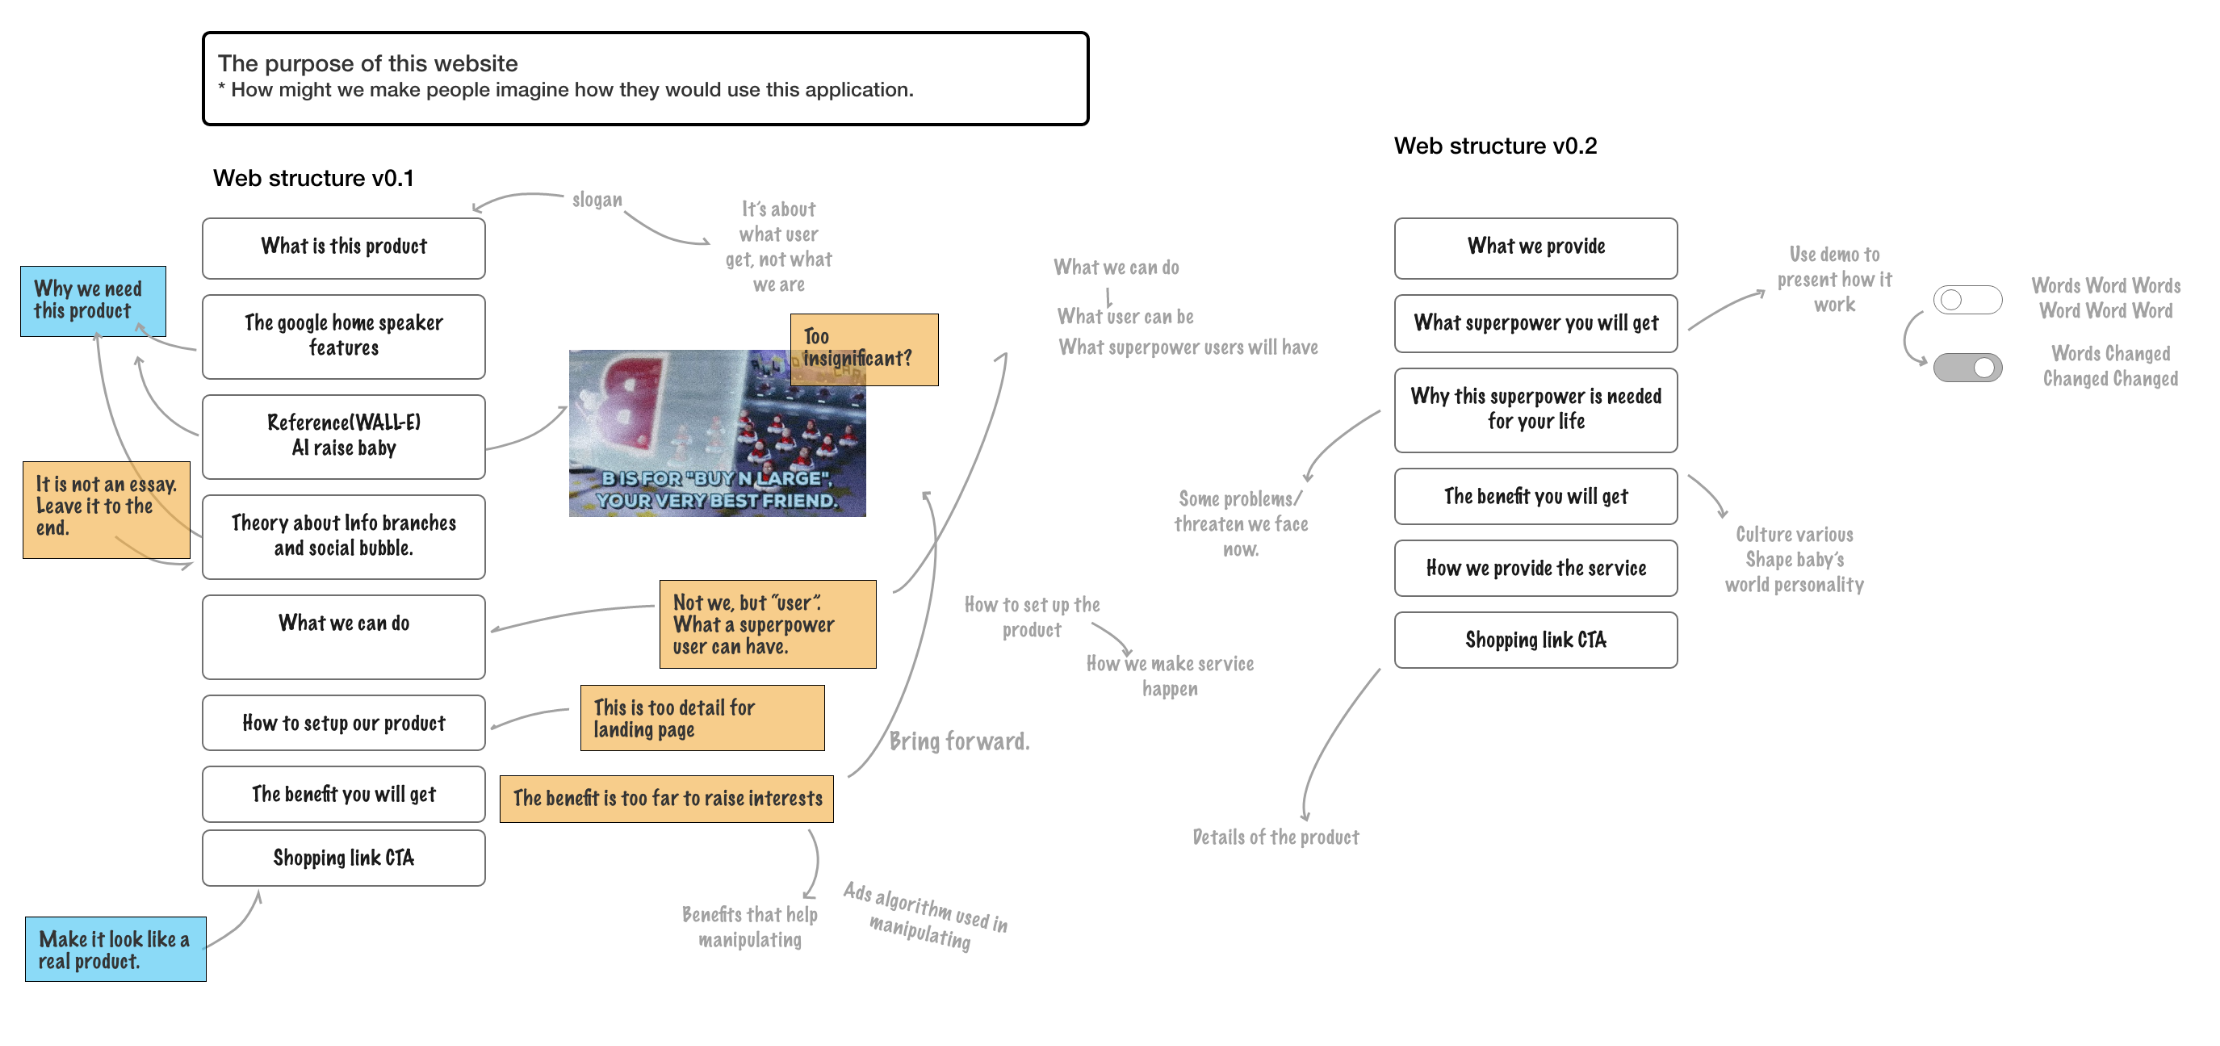 The purpose of this website
* How might we make people imagine how they would use this application.
Web structure v0.1
slogan
It's about
what user
get, not what
we are
What is this product
Why we need
this product
The google home speaker
features
Too
insignificant?
Reference(WALL-E)
AI raise baby
B IS FOR "BUY N LARGE",
YOUR VERY BEST FRIEND.
It is not an essay.
Leave it to the
end.
Theory about Info branches
and social bubble.
What we can do
Not we, but "user".
What a superpower
user can have.
How to setup our product
This is too detail for
landing page
The benefit you will get
The benefit is too far to raise interests
Bring forward.
Shopping link CTA
Make it look like a
real product.
Benefits that help
manipulating
Ads algorithm used in
manipulating
What we can do
What user can be
What superpower users will have
How to set up the
product
How we make service
happen
Web structure v0.2
What we provide
What superpower you will get
Use demo to
present how it
work
Words Word Words
Word Word Word
Words Changed
Changed Changed
Why this superpower is needed
for your life
Some problems/
threaten we face
now.
The benefit you will get
Culture various
Shape baby's
world personality
How we provide the service
Shopping link CTA
Details of the product